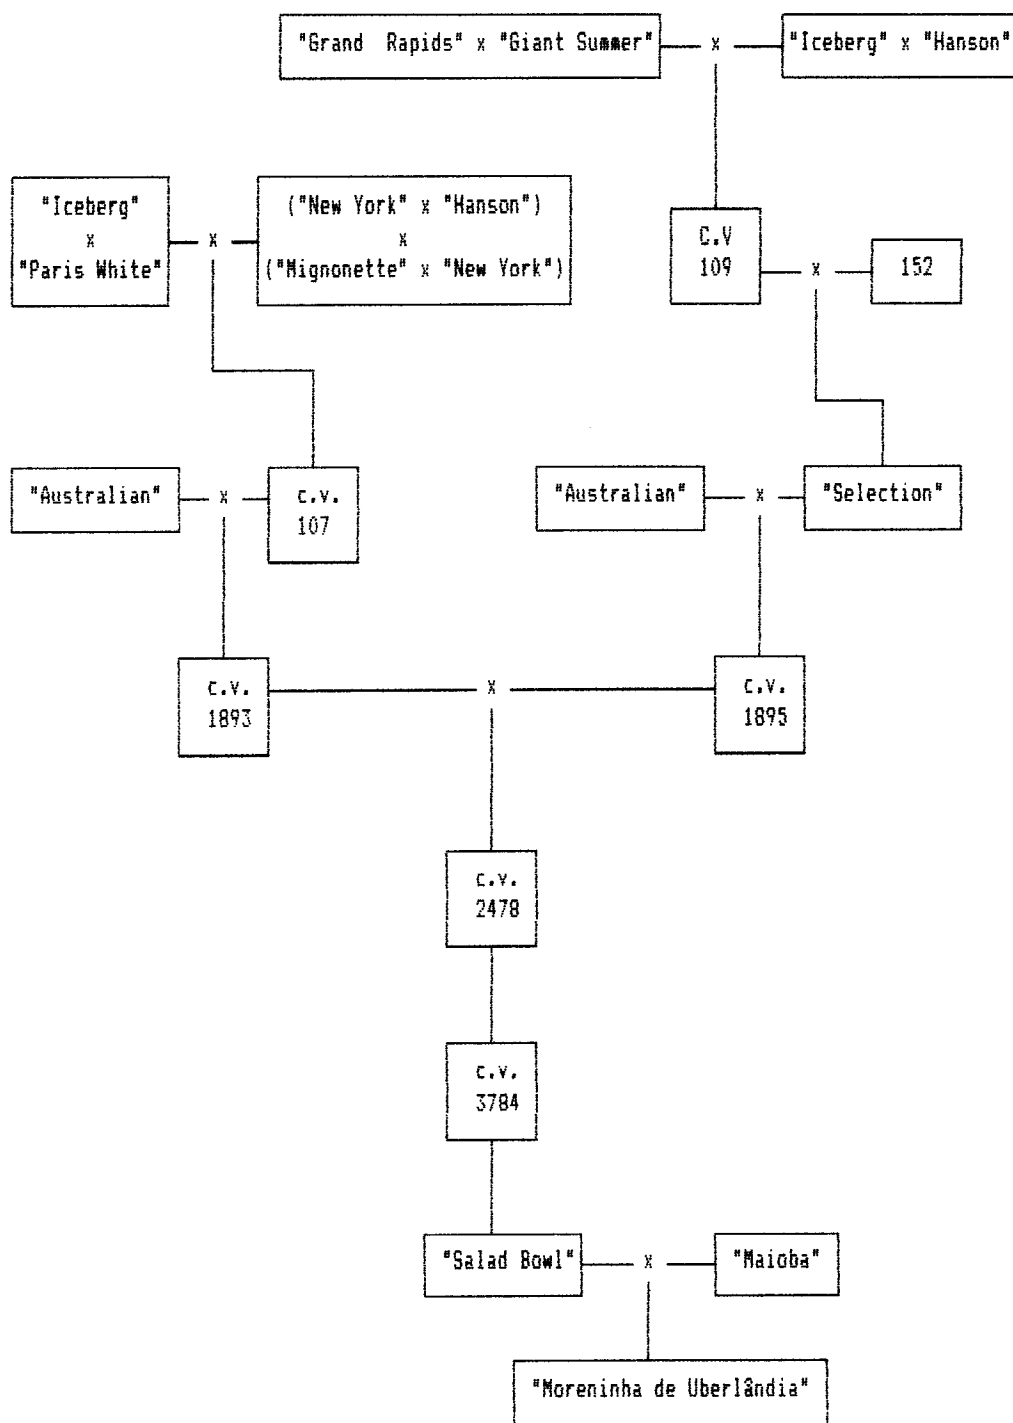 "Grand Rapids" x "Giant Summer" x "Iceberg" x "Hanson"
"Iceberg"
x
"Paris White"
x
("New York" x "Hanson")
x
("Mignonette" x "New York")
C.V
109
x
152
"Australian" x c.v.
107
"Australian" x "Selection"
c.v.
1893
x
c.v.
1895
c.v.
2478
c.v.
3784
"Salad Bowl" x "Maioba"
"Moreninha de Uberlândia"